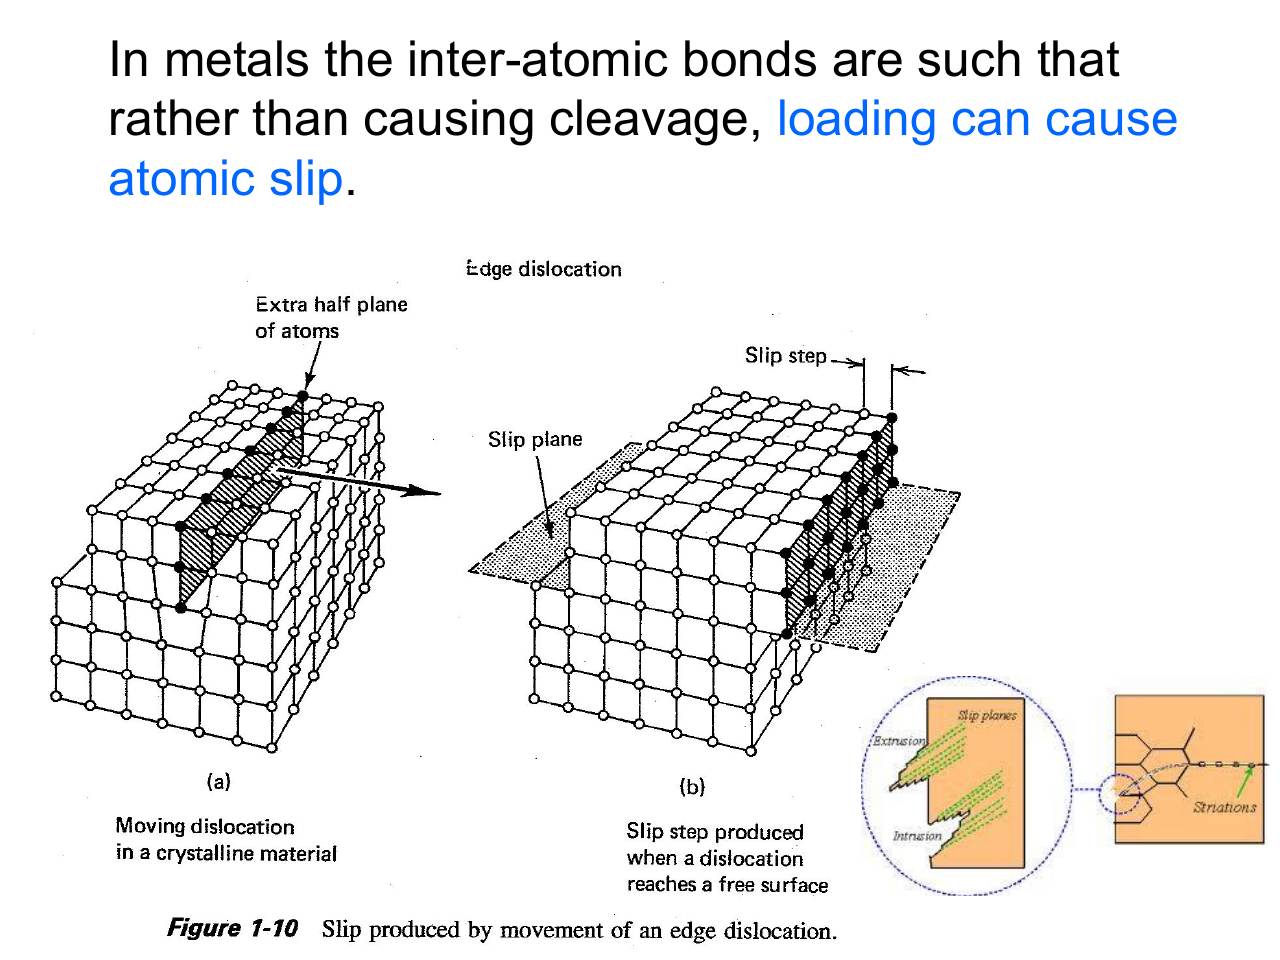 In metals the inter-atomic bonds are such that
rather than causing cleavage, loading can cause
atomic slip.
Edge dislocation
Extra half plane
of atoms
Slip step
Slip plane
(a)
Moving dislocation
in a crystalline material
(b)
Slip step produced
when a dislocation
reaches a free surface
Slip planes
Extrusion
Intrusion
Striations
Figure 1-10 Slip produced by movement of an edge dislocation.